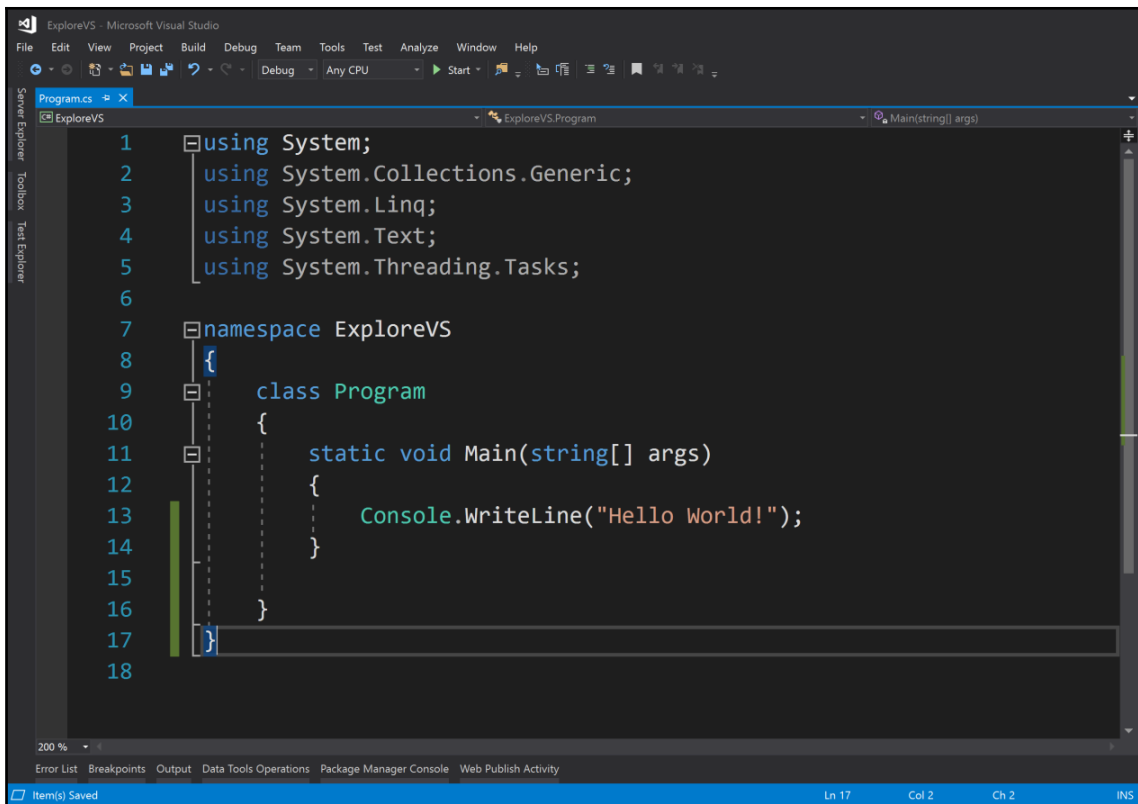 ExploreVS - Microsoft Visual Studio
File Edit View Project Build Debug Team Tools Test Analyze Window Help
Debug Any CPU Start
Server Explorer
Toolbox
Test Explorer
Program.cs
ExploreVS ExploreVS.Program Main(string[] args)
1 using System;
2 using System.Collections.Generic;
3 using System.Linq;
4 using System.Text;
5 using System.Threading.Tasks;
6
7 namespace ExploreVS
8 {
9 class Program
10 {
11 static void Main(string[] args)
12 {
13 Console.WriteLine("Hello World!");
14 }
15
16 }
17 }
18
200 %
Error List Breakpoints Output Data Tools Operations Package Manager Console Web Publish Activity
Item(s) Saved Ln 17 Col 2 Ch 2 INS